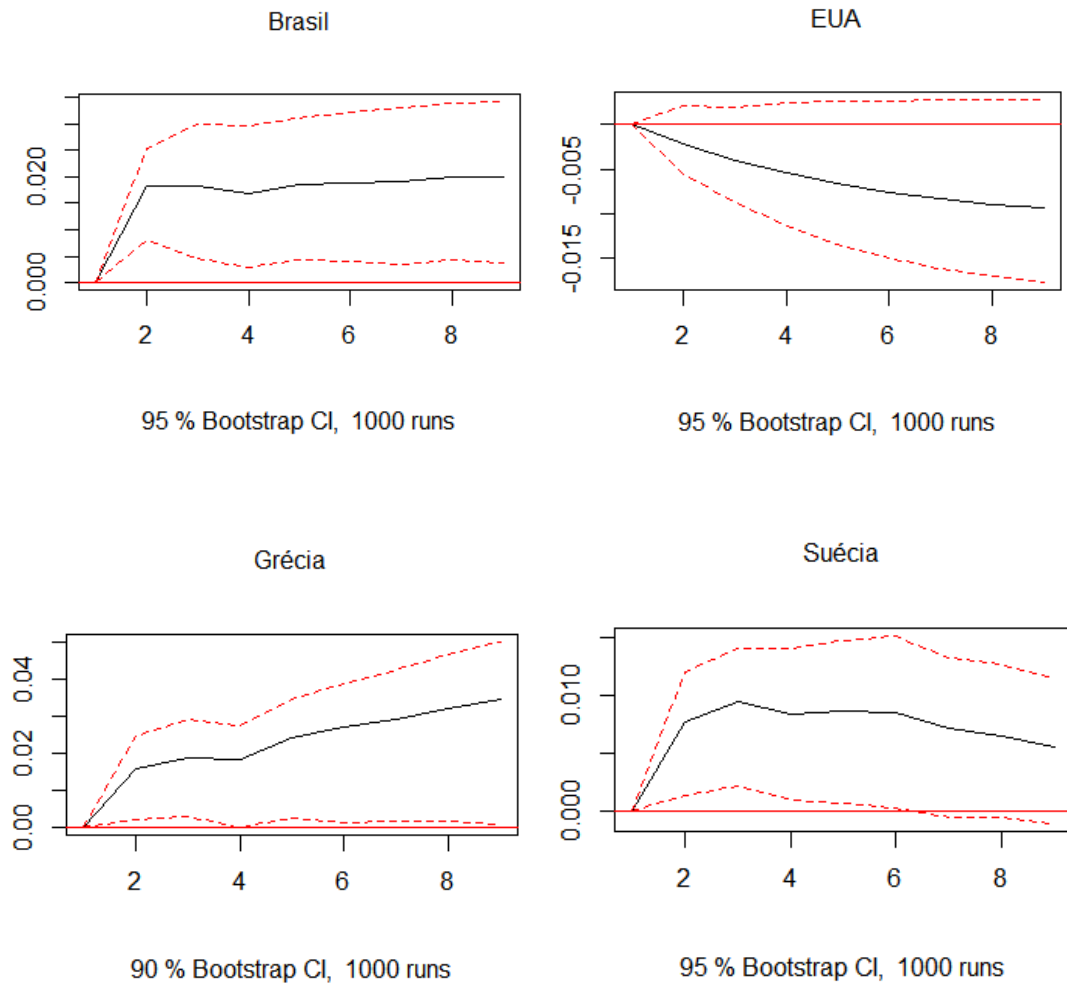 Brasil
0.020
0.000
2 4 6 8
95 % Bootstrap CI, 1000 runs
EUA
-0.005
-0.015
2 4 6 8
95 % Bootstrap CI, 1000 runs
Grécia
0.04
0.02
0.00
2 4 6 8
90 % Bootstrap CI, 1000 runs
Suécia
0.010
0.000
2 4 6 8
95 % Bootstrap CI, 1000 runs